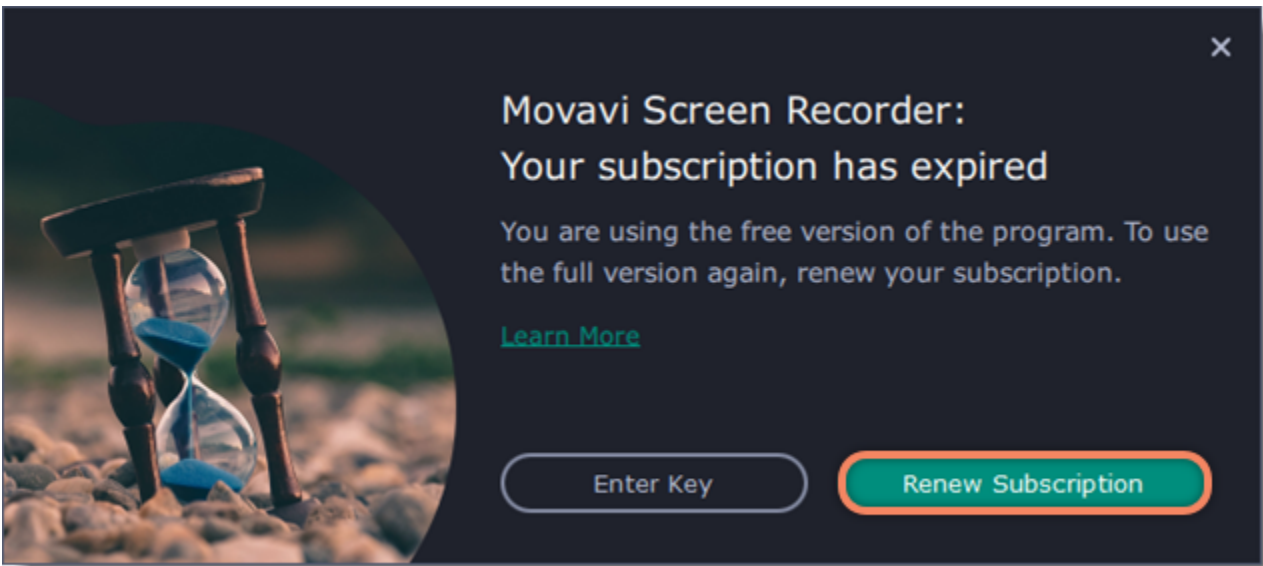 Movavi Screen Recorder:
Your subscription has expired
You are using the free version of the program. To use
the full version again, renew your subscription.
Learn More
Enter Key
Renew Subscription